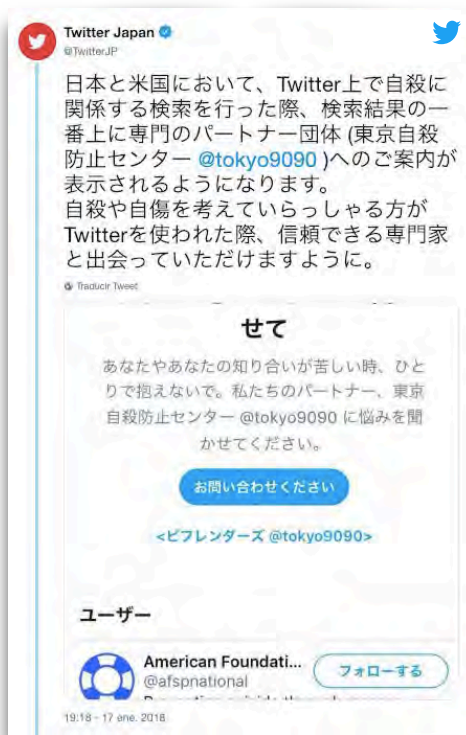 Twitter Japan
@TwitterJP
日本と米国において、Twitter上で自殺に
関係する検索を行った際、検索結果の一
番上に専門のパートナー団体 (東京自殺
防止センター @tokyo9090 )へのご案内が
表示されるようになります。
自殺や自傷を考えていらっしゃる方が
Twitterを使われた際、信頼できる専門家
と出会っていただけますように。
Traducir Tweet
せて
あなたやあなたの知り合いが苦しい時、ひと
りで抱えないで。私たちのパートナー、東京
自殺防止センター @tokyo9090 に悩みを聞
かせてください。
お問い合わせください
<ビフレンダーズ @tokyo9090>
ユーザー
American Foundati...
フォローする
@afspnational
19:18 - 17 ene. 2018